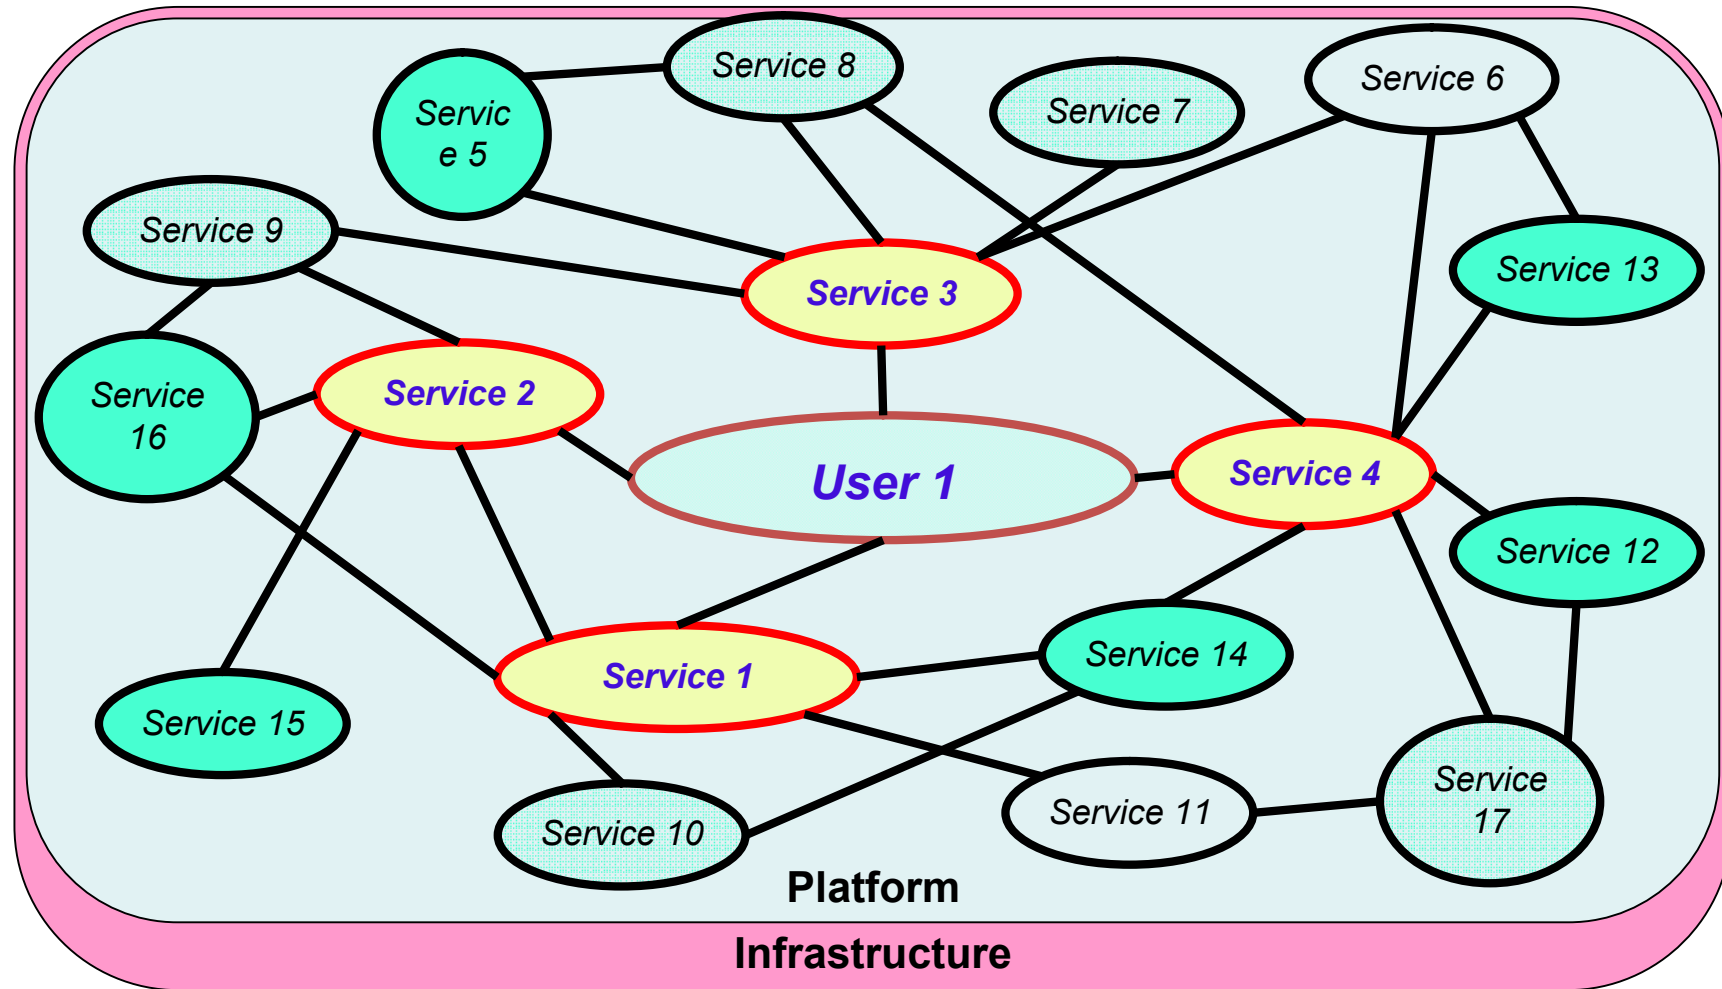 Service 8
Service 6
Service 7
Servic
e 5
Service 9
Service 13
Service 3
Service 2
Service
16
User 1
Service 4
Service 12
Service 14
Service 1
Service 15
Service
17
Service 11
Service 10
Platform
Infrastructure